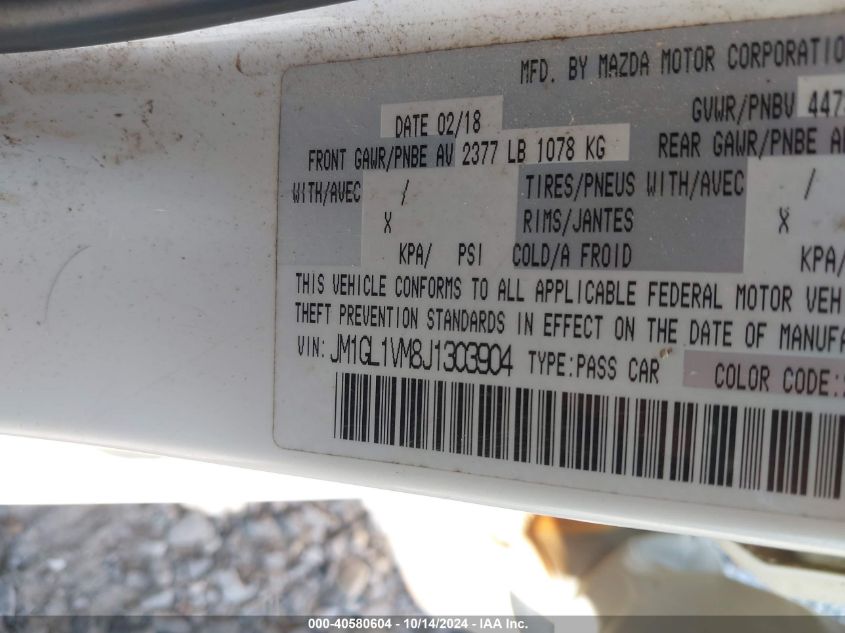 MFD. BY MAZDA MOTOR CORPORATION
DATE 02/18 GVWR/PNBV 447
FRONT GAWR/PNBE AV 2377 LB 1078 KG REAR GAWR/PNBE
WITH/AVEC / TIRES/PNEUS WITH/AVEC /
X RIMS/JANTES X
KPA/ PSI COLD/A FROID KPA/
THIS VEHICLE CONFORMS TO ALL APPLICABLE FEDERAL MOTOR VEH
THEFT PREVENTION STANDARDS IN EFFECT ON THE DATE OF MANUFA
VIN: JM1GL1VM8J1303904 TYPE:PASS CAR COLOR CODE:
000-40580604 | 10/14/2024 - IAA Inc.